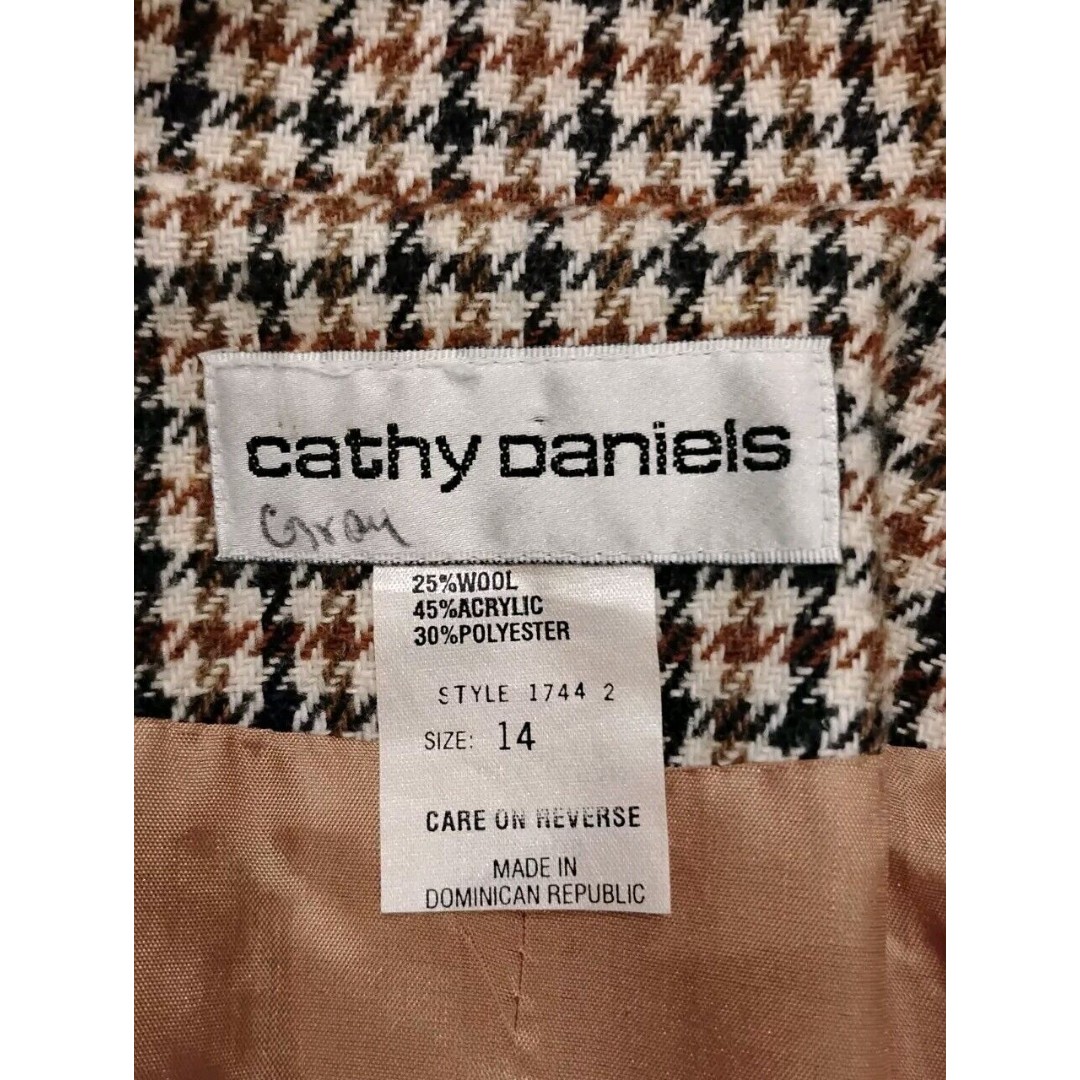 cathy Daniels
Gray
25%WOOL
45%ACRYLIC
30%POLYESTER
STYLE 1744 2
SIZE: 14
CARE ON REVERSE
MADE IN
DOMINICAN REPUBLIC